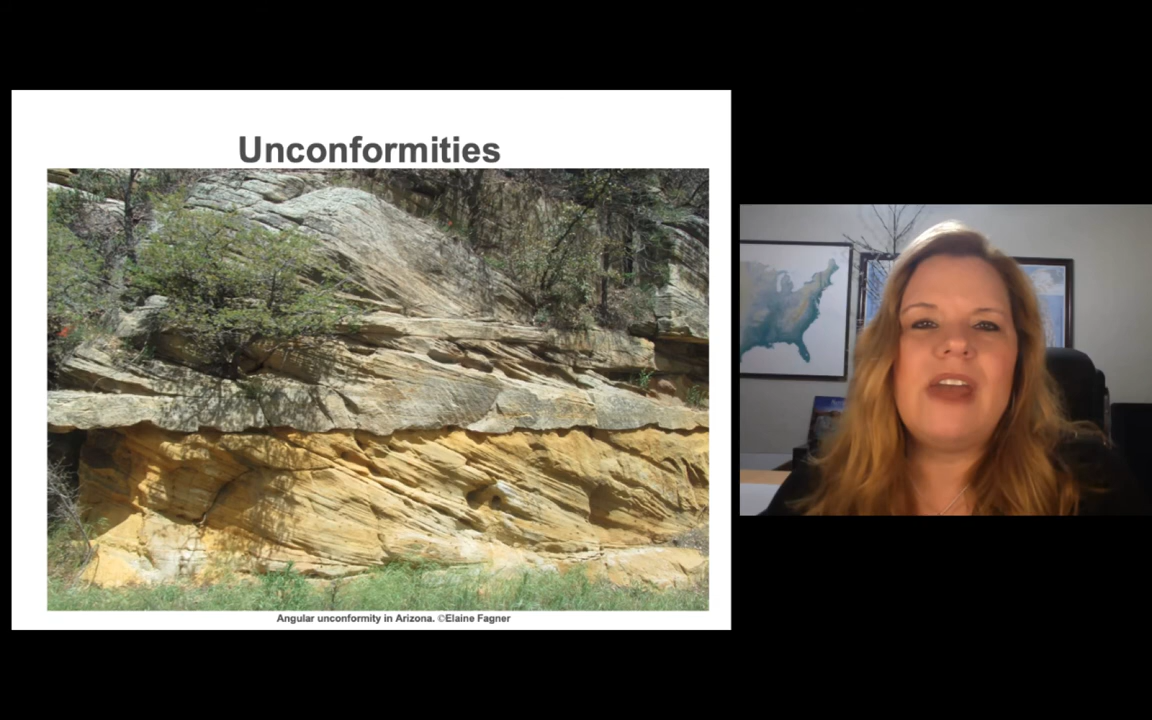 Unconformities
Angular unconformity in Arizona. ©Elaine Fagner